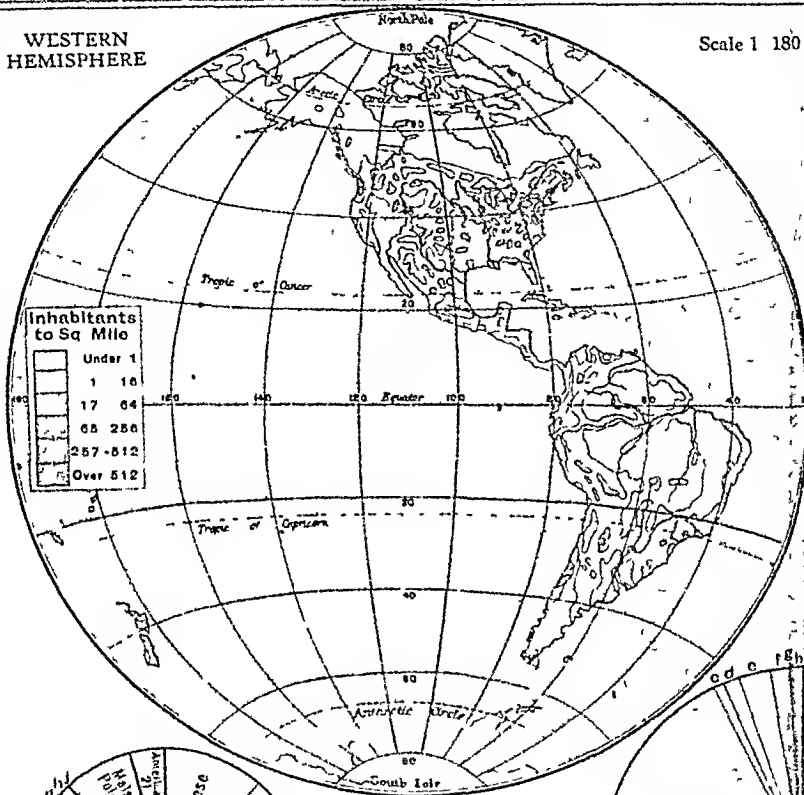 WESTERN
HEMISPHERE
Scale 1 180
North Pole
80
Arctic Circle
40
Tropic of Cancer
20
Inhabitants
to Sq Mile
Under 1
1 16
17 64
65 256
257-512
Over 512
160
140
120
Equator
100
40
20
Tropic of Capricorn
40
60
Antarctic Circle
80
South Pole
c d e f g h